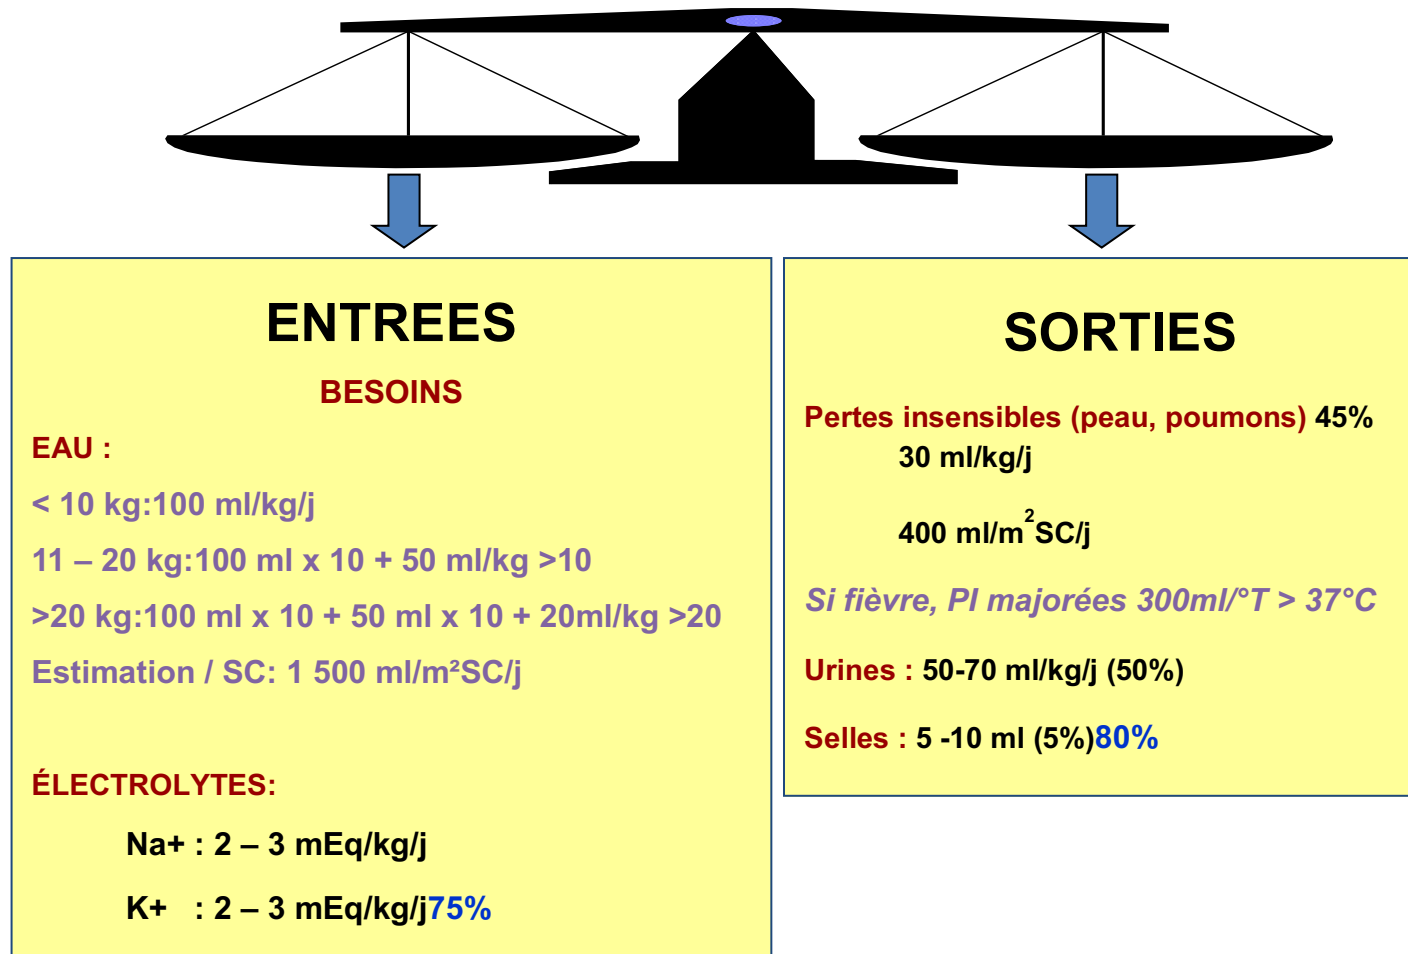 ENTREES
BESOINS
EAU :
< 10 kg:100 ml/kg/j
11 – 20 kg:100 ml x 10 + 50 ml/kg >10
>20 kg:100 ml x 10 + 50 ml x 10 + 20ml/kg >20
Estimation / SC: 1 500 ml/m²SC/j
ÉLECTROLYTES:
Na+ : 2 – 3 mEq/kg/j
K+ : 2 – 3 mEq/kg/j75%
SORTIES
Pertes insensibles (peau, poumons) 45%
30 ml/kg/j
400 ml/m²SC/j
Si fièvre, PI majorées 300ml/°T > 37°C
Urines : 50-70 ml/kg/j (50%)
Selles : 5 -10 ml (5%)80%